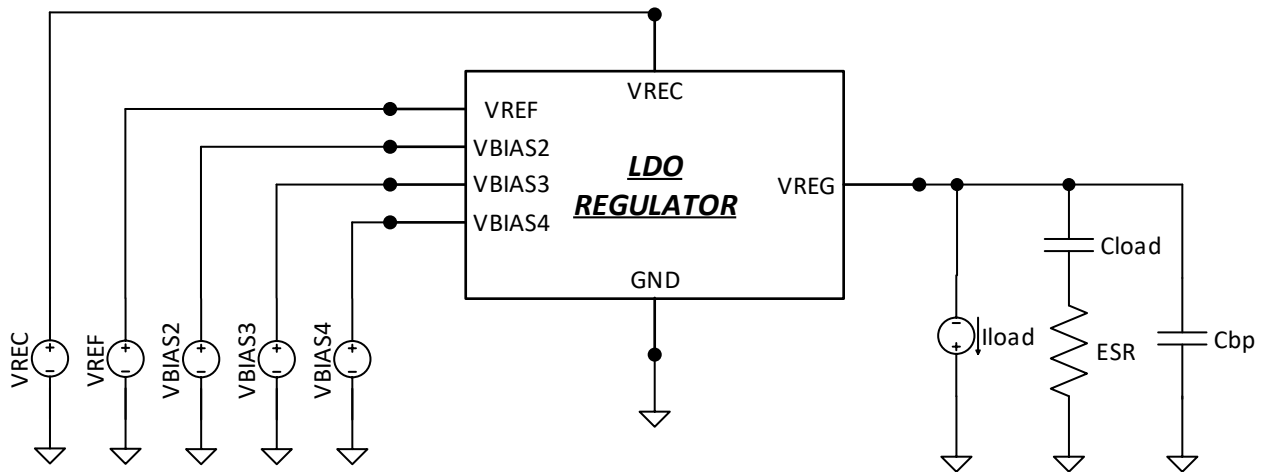 VREC
VREF
VBIAS2
VBIAS3
VBIAS4
LDO
REGULATOR
VREG
GND
VREC
VREF
VBIAS2
VBIAS3
VBIAS4
+
−
+
−
+
−
+
−
+
−
−
+
Iload
Cload
ESR
Cbp